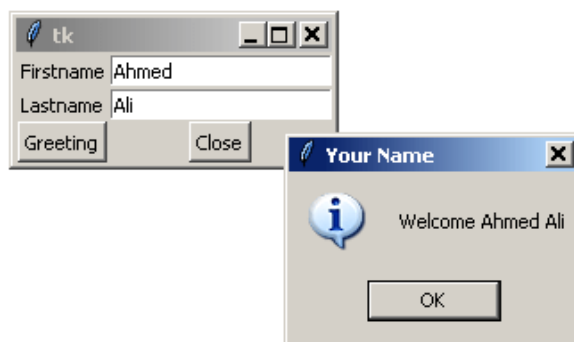 tk
Firstname Ahmed
Lastname Ali
Greeting Close
Your Name
Welcome Ahmed Ali
OK